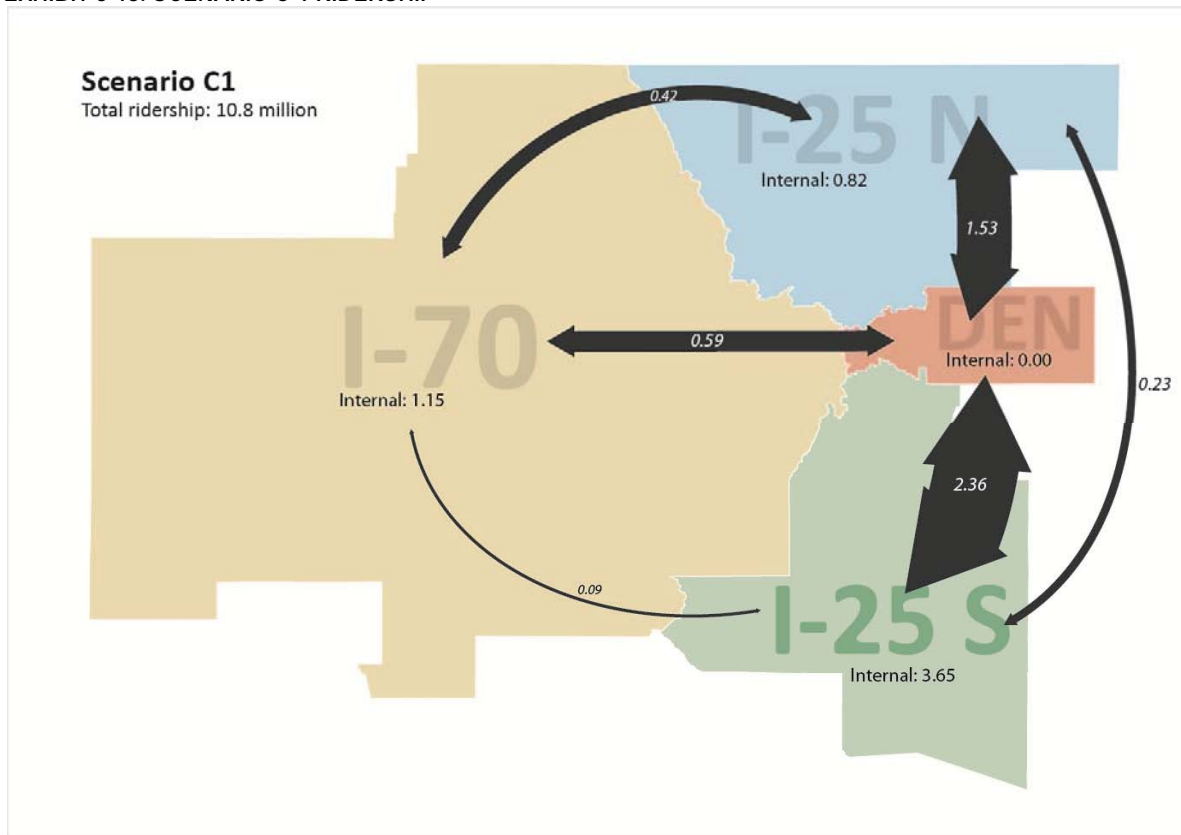 Scenario C1
Total ridership: 10.8 million
0.42
I-25 N
Internal: 0.82
1.53
I-70
0.59
DEN
Internal: 0.00
Internal: 1.15
0.23
2.36
0.09
I-25 S
Internal: 3.65